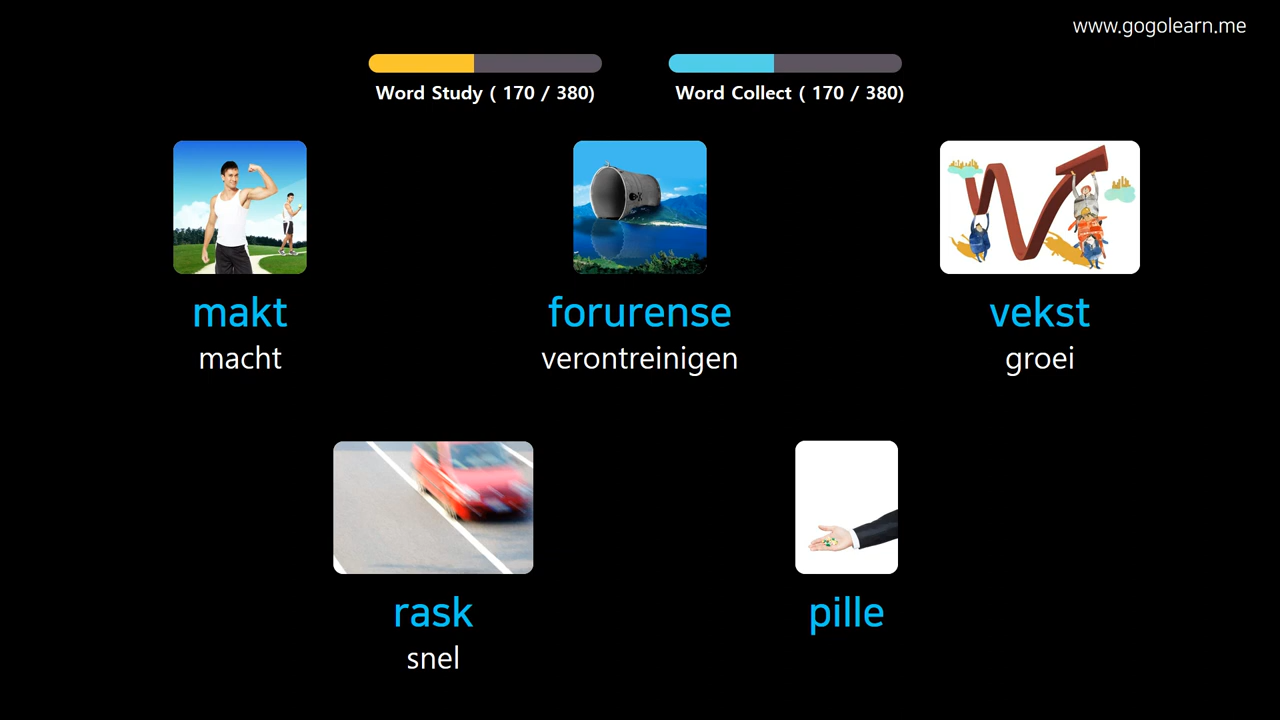 www.gogolearn.me
Word Study ( 170 / 380)
Word Collect ( 170 / 380)
makt
forurense
vekst
macht
verontreinigen
groei
rask
pille
snel